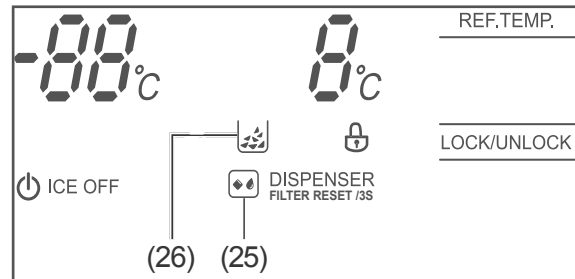 -88°C 8°C REF.TEMP.
LOCK/UNLOCK
ICE OFF DISPENSER
FILTER RESET /3S
(26) (25)